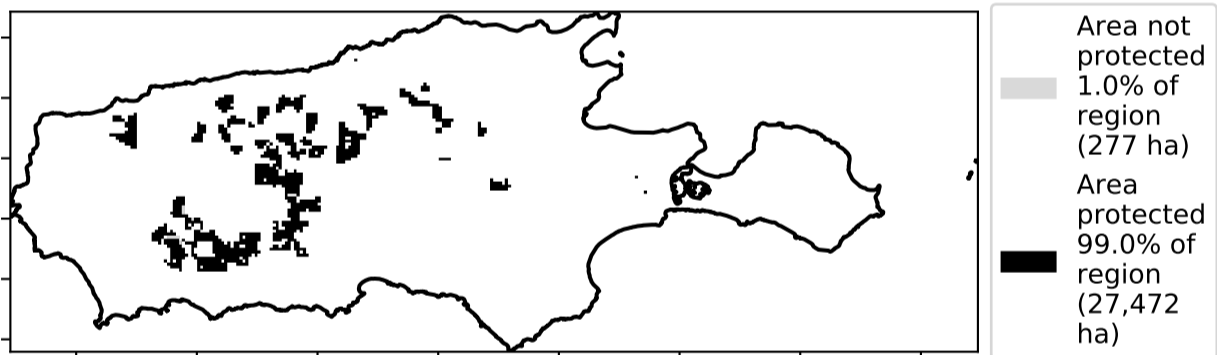 Area not
protected
1.0% of
region
(277 ha)
Area
protected
99.0% of
region
(27,472
ha)